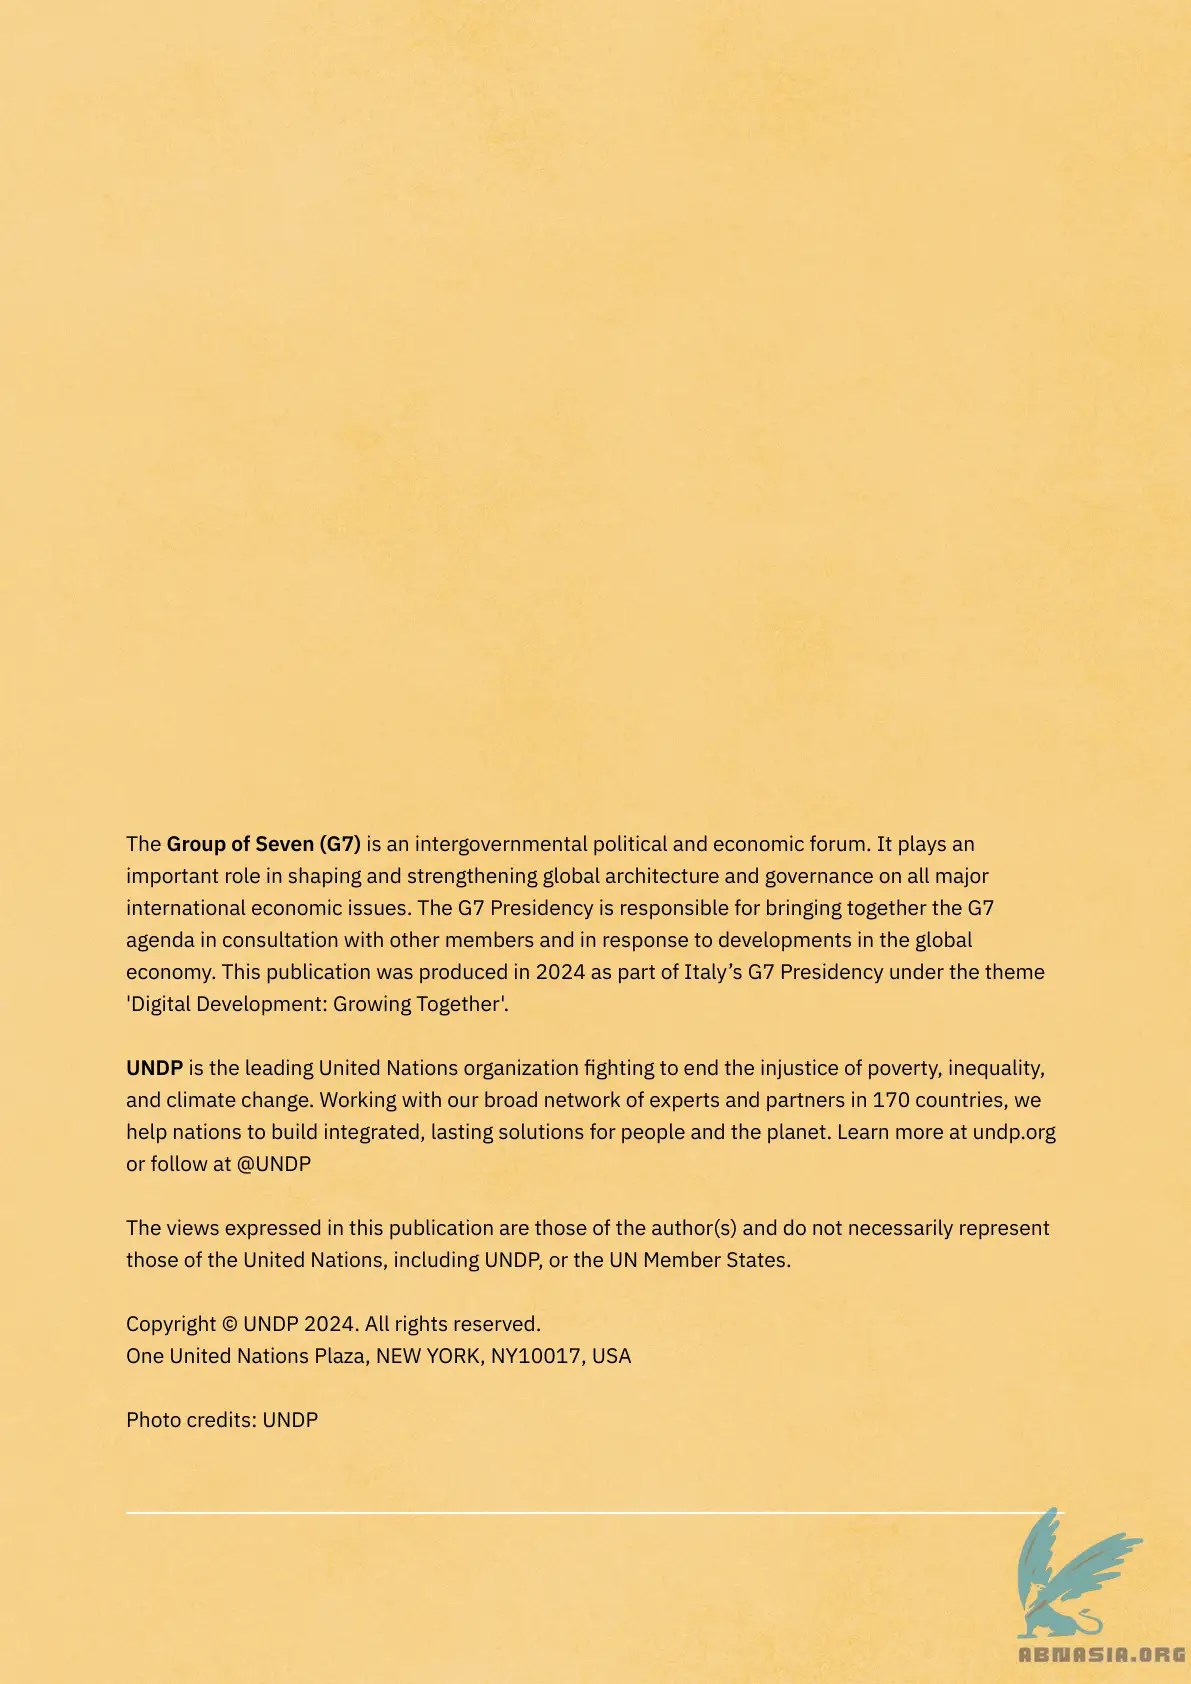 The Group of Seven (G7) is an intergovernmental political and economic forum. It plays an
important role in shaping and strengthening global architecture and governance on all major
international economic issues. The G7 Presidency is responsible for bringing together the G7
agenda in consultation with other members and in response to developments in the global
economy. This publication was produced in 2024 as part of Italy’s G7 Presidency under the theme
'Digital Development: Growing Together'.
UNDP is the leading United Nations organization fighting to end the injustice of poverty, inequality,
and climate change. Working with our broad network of experts and partners in 170 countries, we
help nations to build integrated, lasting solutions for people and the planet. Learn more at undp.org
or follow at @UNDP
The views expressed in this publication are those of the author(s) and do not necessarily represent
those of the United Nations, including UNDP, or the UN Member States.
Copyright © UNDP 2024. All rights reserved.
One United Nations Plaza, NEW YORK, NY10017, USA
Photo credits: UNDP
ABNASIA.ORG